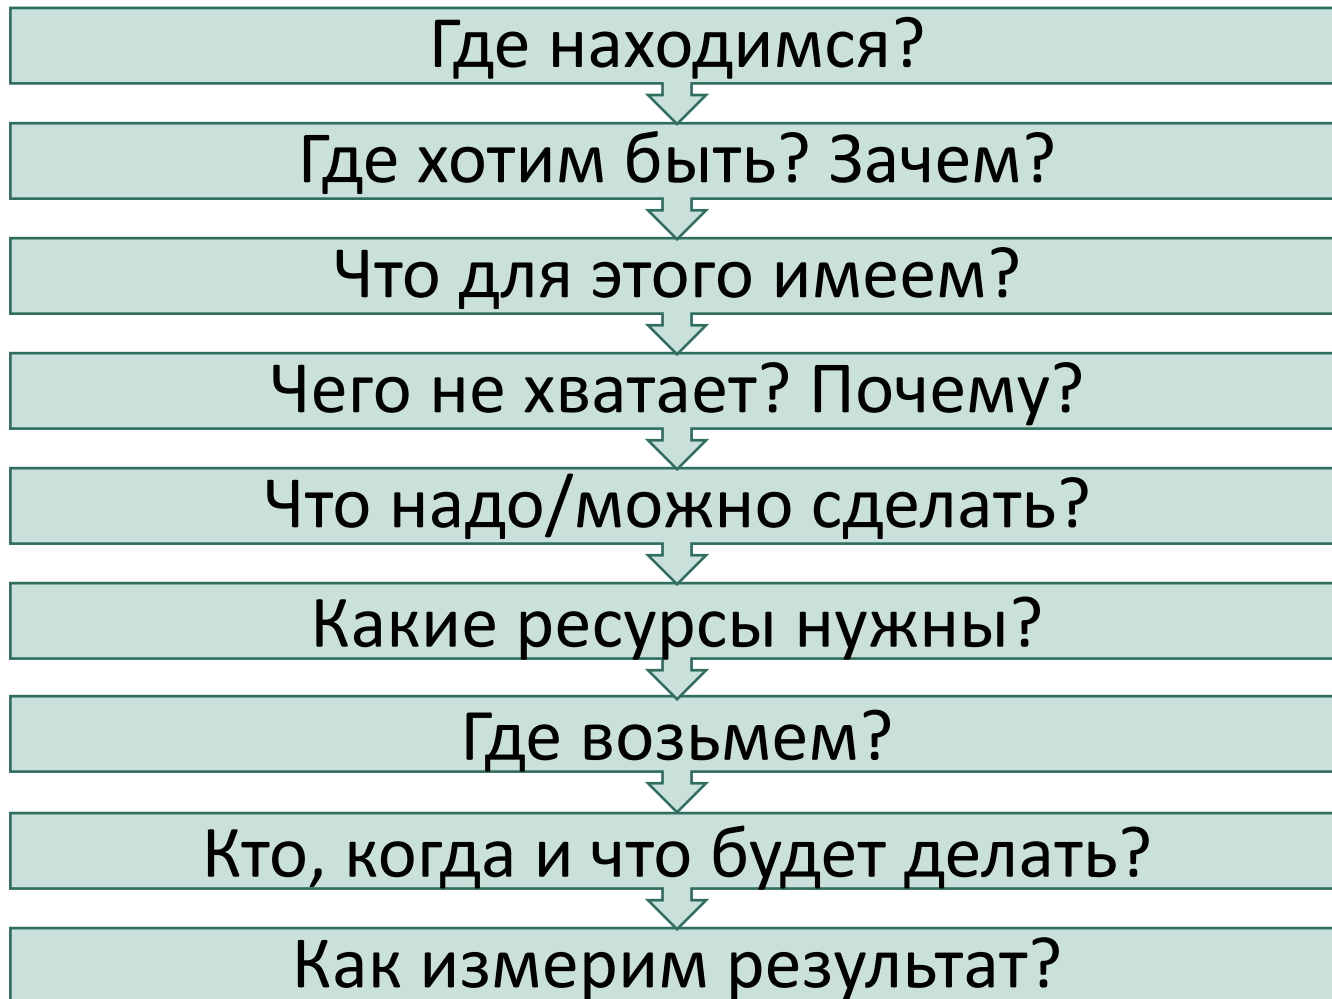 Где находимся?
Где хотим быть? Зачем?
Что для этого имеем?
Чего не хватает? Почему?
Что надо/можно сделать?
Какие ресурсы нужны?
Где возьмем?
Кто, когда и что будет делать?
Как измерим результат?